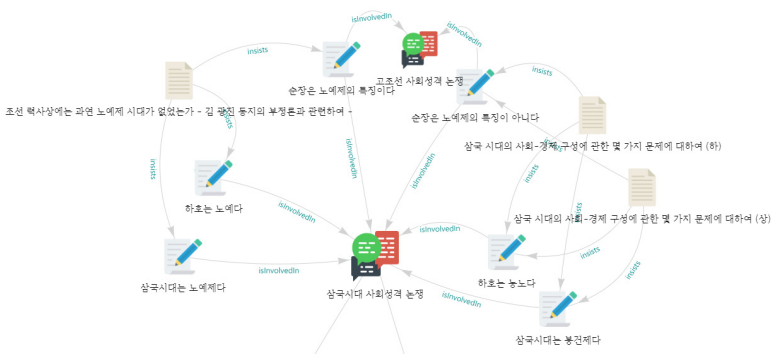 isInvolvedIn
isInvolvedIn
insists
insists
순장은 노예제의 특징이다
고조선 사회성격 논쟁
조선 력사상에는 과연 노예제 시대가 없었는가 - 김 광진 동지의 부정론과 관련하여 -
insists
순장은 노예제의 특징이 아니다
isInvolvedIn
삼국 시대의 사회-경제 구성에 관한 몇 가지 문제에 대하여 (하)
insists
insists
isInvolvedIn
insists
하호는 노예다
isInvolvedIn
insists
삼국 시대의 사회-경제 구성에 관한 몇 가지 문제에 대하여 (상)
isInvolvedIn
insists
isInvolvedIn
insists
하호는 농노다
삼국시대는 노예제다
삼국시대 사회성격 논쟁
isInvolvedIn
삼국시대는 봉건제다